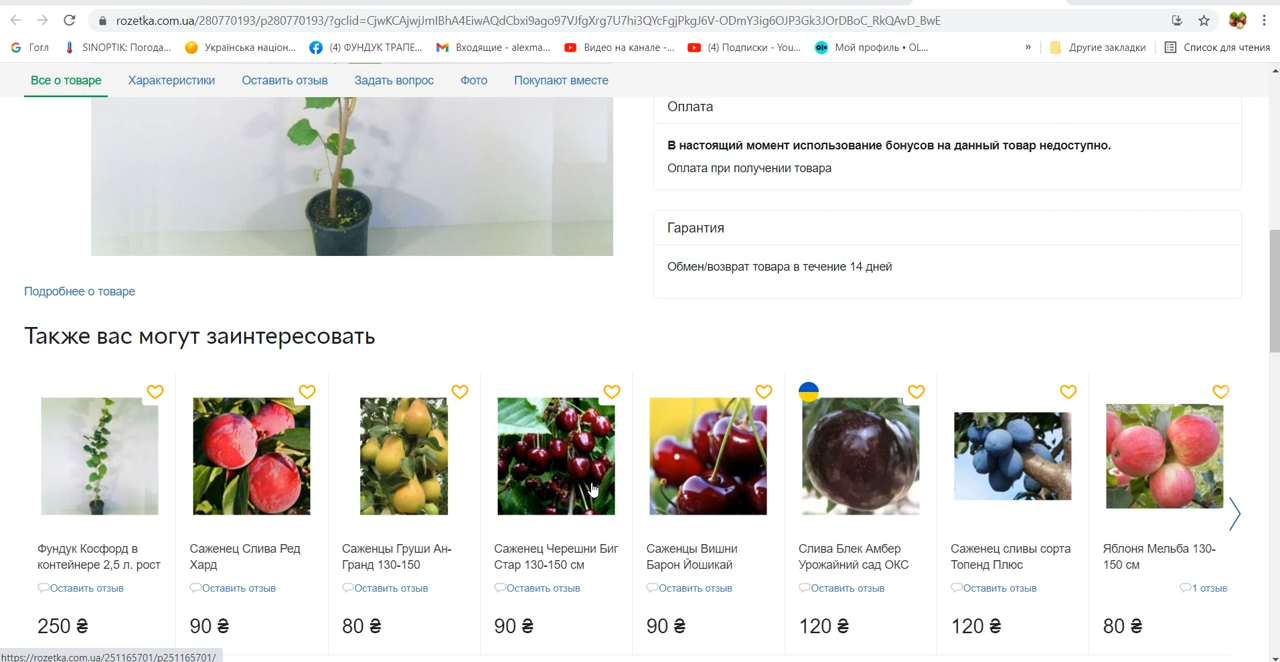 rozetka.com.ua/280770193/p280770193/?gclid=CjwKCAjwjJmIBhA4EiwAQdCbxi9ago97VJfgXrg7U7hi3QYcFgjPkgJ6V-ODmY3ig6OJP3Gk3JOrDBoC_RkQAvD_BwE
Гогл SINOPTIK: Погода... Українська націон... (4) ФУНДУК ТРАПЕ... Входящие - alexma... Видео на канале -... (4) Подписки - You... Мой профиль • OL... » Другие закладки Список для чтения
Все о товаре Характеристики Оставить отзыв Задать вопрос Фото Покупают вместе
Оплата
В настоящий момент использование бонусов на данный товар недоступно.
Оплата при получении товара
Гарантия
Обмен/возврат товара в течение 14 дней
Подробнее о товаре
Также вас могут заинтересовать
Фундук Косфорд в контейнере 2,5 л. рост
Оставить отзыв
250 ₴
Саженец Слива Ред Хард
Оставить отзыв
90 ₴
Саженцы Груши Ан-Гранд 130-150
Оставить отзыв
80 ₴
Саженец Черешни Биг Стар 130-150 см
Оставить отзыв
90 ₴
Саженцы Вишни Барон Йошикай
Оставить отзыв
90 ₴
Слива Блек Амбер Урожайний сад ОКС
Оставить отзыв
120 ₴
Саженец сливы сорта Топенд Плюс
Оставить отзыв
120 ₴
Яблоня Мельба 130-150 см
1 отзыв
80 ₴
https://rozetka.com.ua/251165701/p251165701/